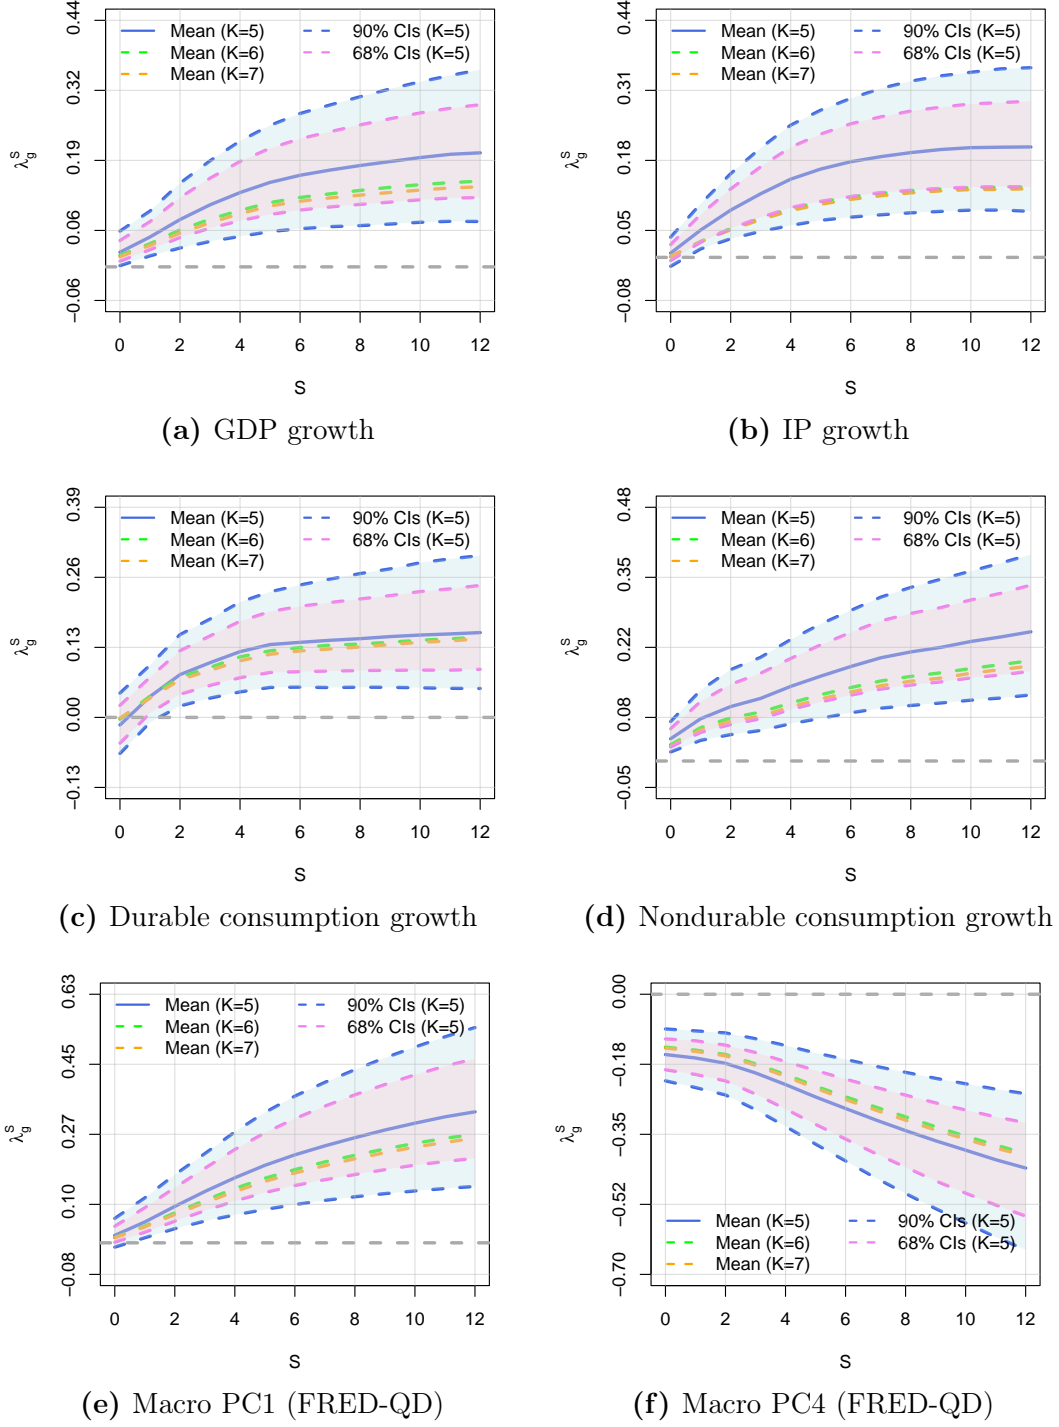 0.44
0.32
0.19
0.06
−0.06
λ_g^S
Mean (K=5)
Mean (K=6)
Mean (K=7)
90% CIs (K=5)
68% CIs (K=5)
0 2 4 6 8 10 12
S
(a) GDP growth
0.44
0.31
0.18
0.05
−0.08
λ_g^S
Mean (K=5)
Mean (K=6)
Mean (K=7)
90% CIs (K=5)
68% CIs (K=5)
0 2 4 6 8 10 12
S
(b) IP growth
0.39
0.26
0.13
0.00
−0.13
λ_g^S
Mean (K=5)
Mean (K=6)
Mean (K=7)
90% CIs (K=5)
68% CIs (K=5)
0 2 4 6 8 10 12
S
(c) Durable consumption growth
0.48
0.35
0.22
0.08
−0.05
λ_g^S
Mean (K=5)
Mean (K=6)
Mean (K=7)
90% CIs (K=5)
68% CIs (K=5)
0 2 4 6 8 10 12
S
(d) Nondurable consumption growth
0.63
0.45
0.27
0.10
−0.08
λ_g^S
Mean (K=5)
Mean (K=6)
Mean (K=7)
90% CIs (K=5)
68% CIs (K=5)
0 2 4 6 8 10 12
S
(e) Macro PC1 (FRED-QD)
0.00
−0.18
−0.35
−0.52
−0.70
λ_g^S
Mean (K=5)
Mean (K=6)
Mean (K=7)
90% CIs (K=5)
68% CIs (K=5)
0 2 4 6 8 10 12
S
(f) Macro PC4 (FRED-QD)